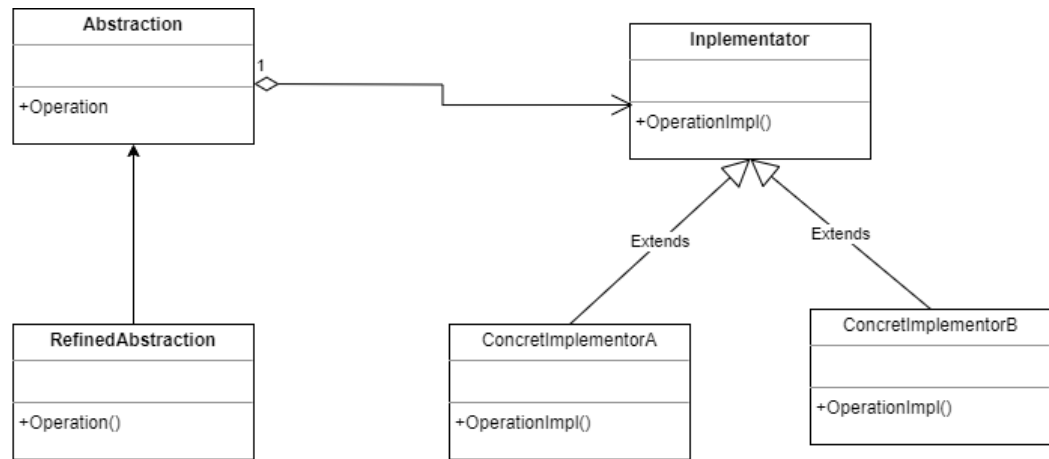 Abstraction
+Operation
1
Inplementator
+OperationImpl()
Extends
Extends
RefinedAbstraction
+Operation()
ConcretImplementorA
+OperationImpl()
ConcretImplementorB
+OperationImpl()